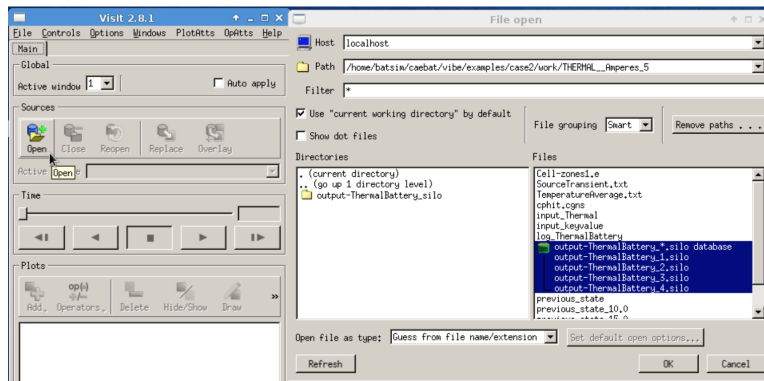 VisIt 2.8.1
File Controls Options Windows PlotAtts OpAtts Help
Main
Global
Active window 1 Auto apply
Sources
Open Close Reopen Replace Overlay
Active Open e
Time
Plots
op(u)
+/−
Add, Operators, Delete Hide/Show Draw »
File open
Host localhost
Path /home/batsim/caebat/vibe/examples/case2/work/THERMAL__Amperes_5
Filter *
Use "current working directory" by default
Show dot files
File grouping Smart Remove paths . . .
Directories
. (current directory)
.. (go up 1 directory level)
output-ThermalBattery_silo
Files
Cell-zones1.e
SourceTransient.txt
TemperatureAverage.txt
cphit.cgns
input_Thermal
input_keyvalue
log_ThermalBattery
output-ThermalBattery_*.silo database
output-ThermalBattery_1.silo
output-ThermalBattery_2.silo
output-ThermalBattery_3.silo
output-ThermalBattery_4.silo
previous_state
previous_state_10.0
previous_state_15.0
Open file as type: Guess from file name/extension Set default open options...
Refresh OK Cancel